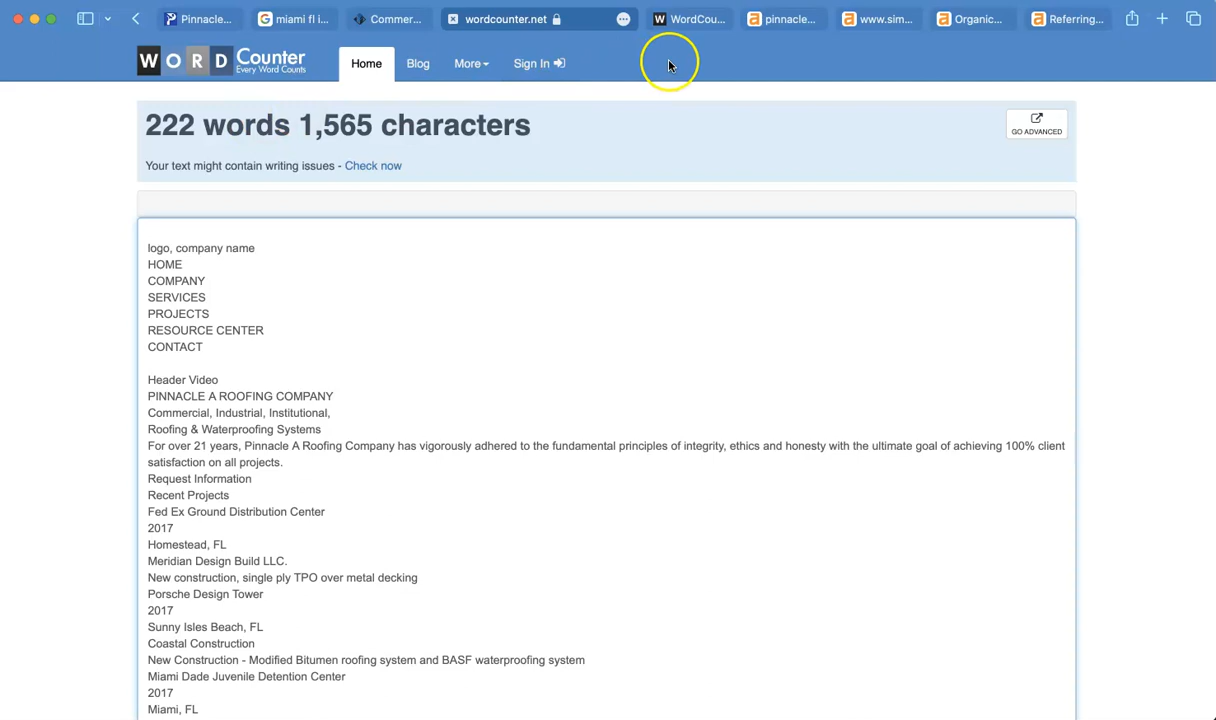 Pinnacle...
miami fl i...
Commer...
wordcounter.net
WordCou...
pinnacle...
www.sim...
Organic...
Referring...
WORD Counter
Every Word Counts
Home
Blog
More
Sign In
222 words 1,565 characters
GO ADVANCED
Your text might contain writing issues - Check now
logo, company name
HOME
COMPANY
SERVICES
PROJECTS
RESOURCE CENTER
CONTACT
Header Video
PINNACLE A ROOFING COMPANY
Commercial, Industrial, Institutional,
Roofing & Waterproofing Systems
For over 21 years, Pinnacle A Roofing Company has vigorously adhered to the fundamental principles of integrity, ethics and honesty with the ultimate goal of achieving 100% client
satisfaction on all projects.
Request Information
Recent Projects
Fed Ex Ground Distribution Center
2017
Homestead, FL
Meridian Design Build LLC.
New construction, single ply TPO over metal decking
Porsche Design Tower
2017
Sunny Isles Beach, FL
Coastal Construction
New Construction - Modified Bitumen roofing system and BASF waterproofing system
Miami Dade Juvenile Detention Center
2017
Miami, FL